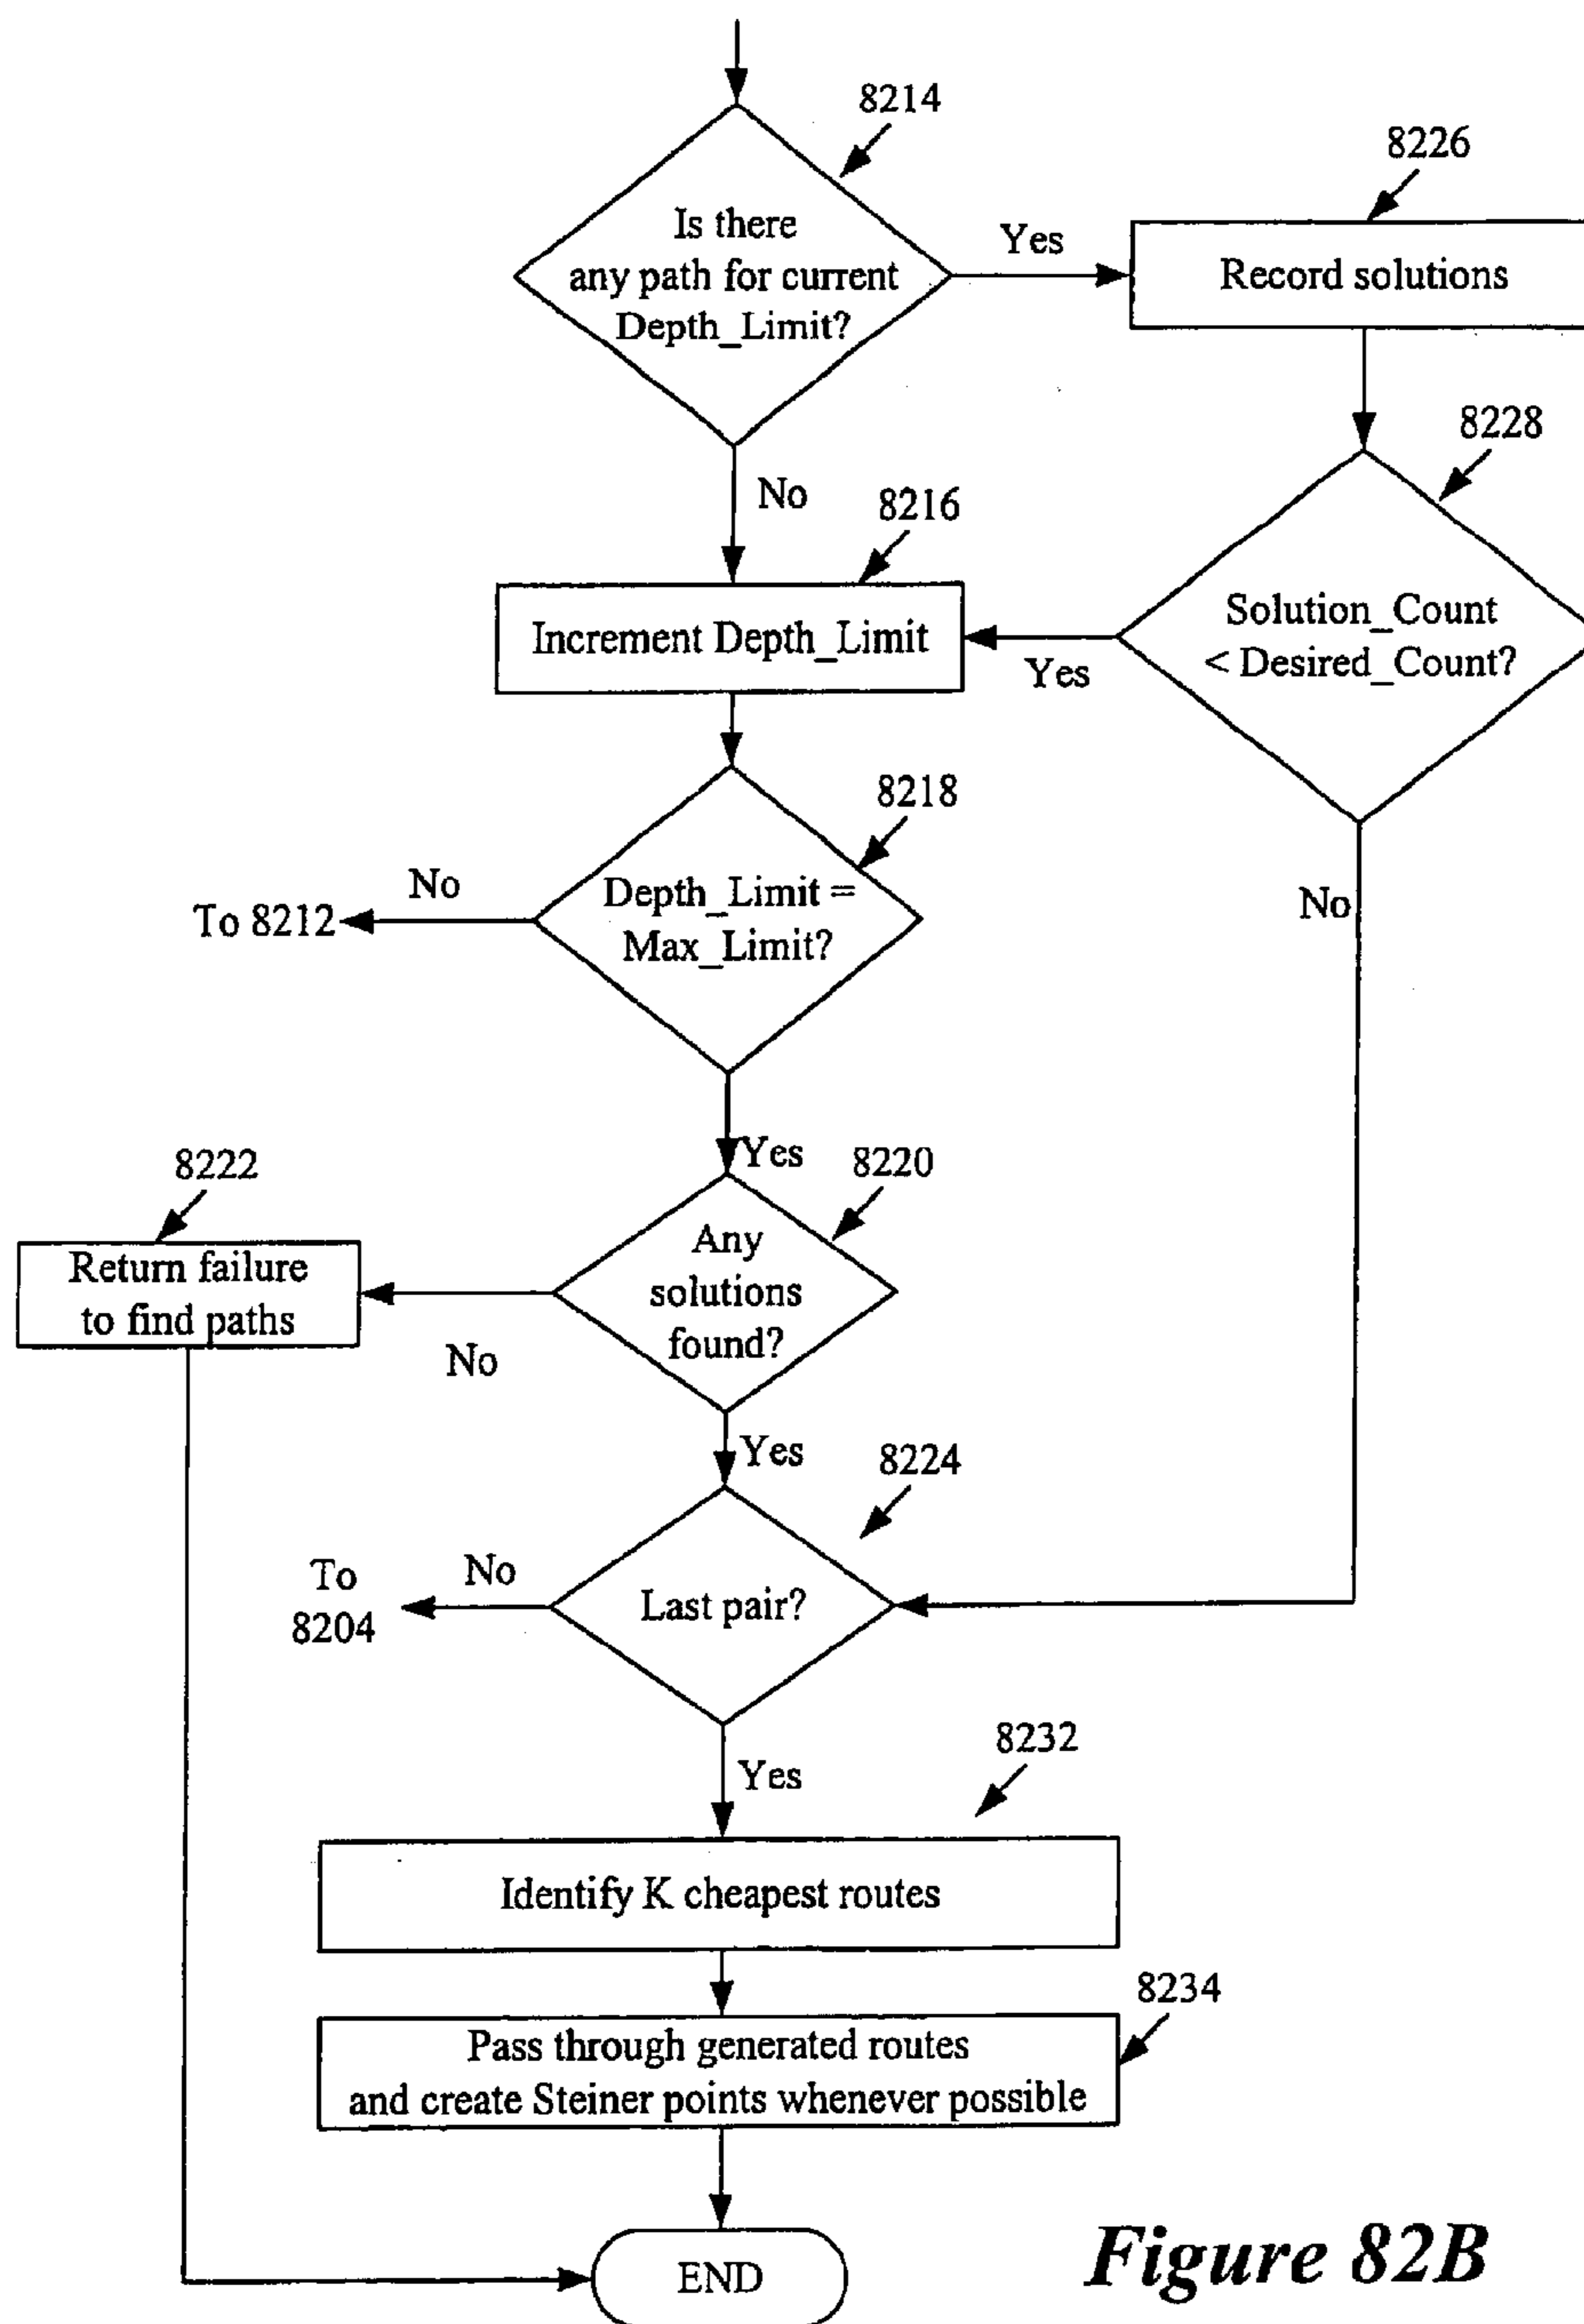 8214
8226
Is there
any path for current
Depth_Limit?
Yes
Record solutions
8228
No
8216
Solution_Count
< Desired_Count?
Increment Depth_Limit
Yes
8218
No
Depth_Limit =
Max_Limit?
To 8212
No
Yes
8222
8220
Return failure
to find paths
Any
solutions
found?
No
Yes
8224
To
8204
No
Last pair?
8232
Yes
Identify K cheapest routes
8234
Pass through generated routes
and create Steiner points whenever possible
END
Figure 82B